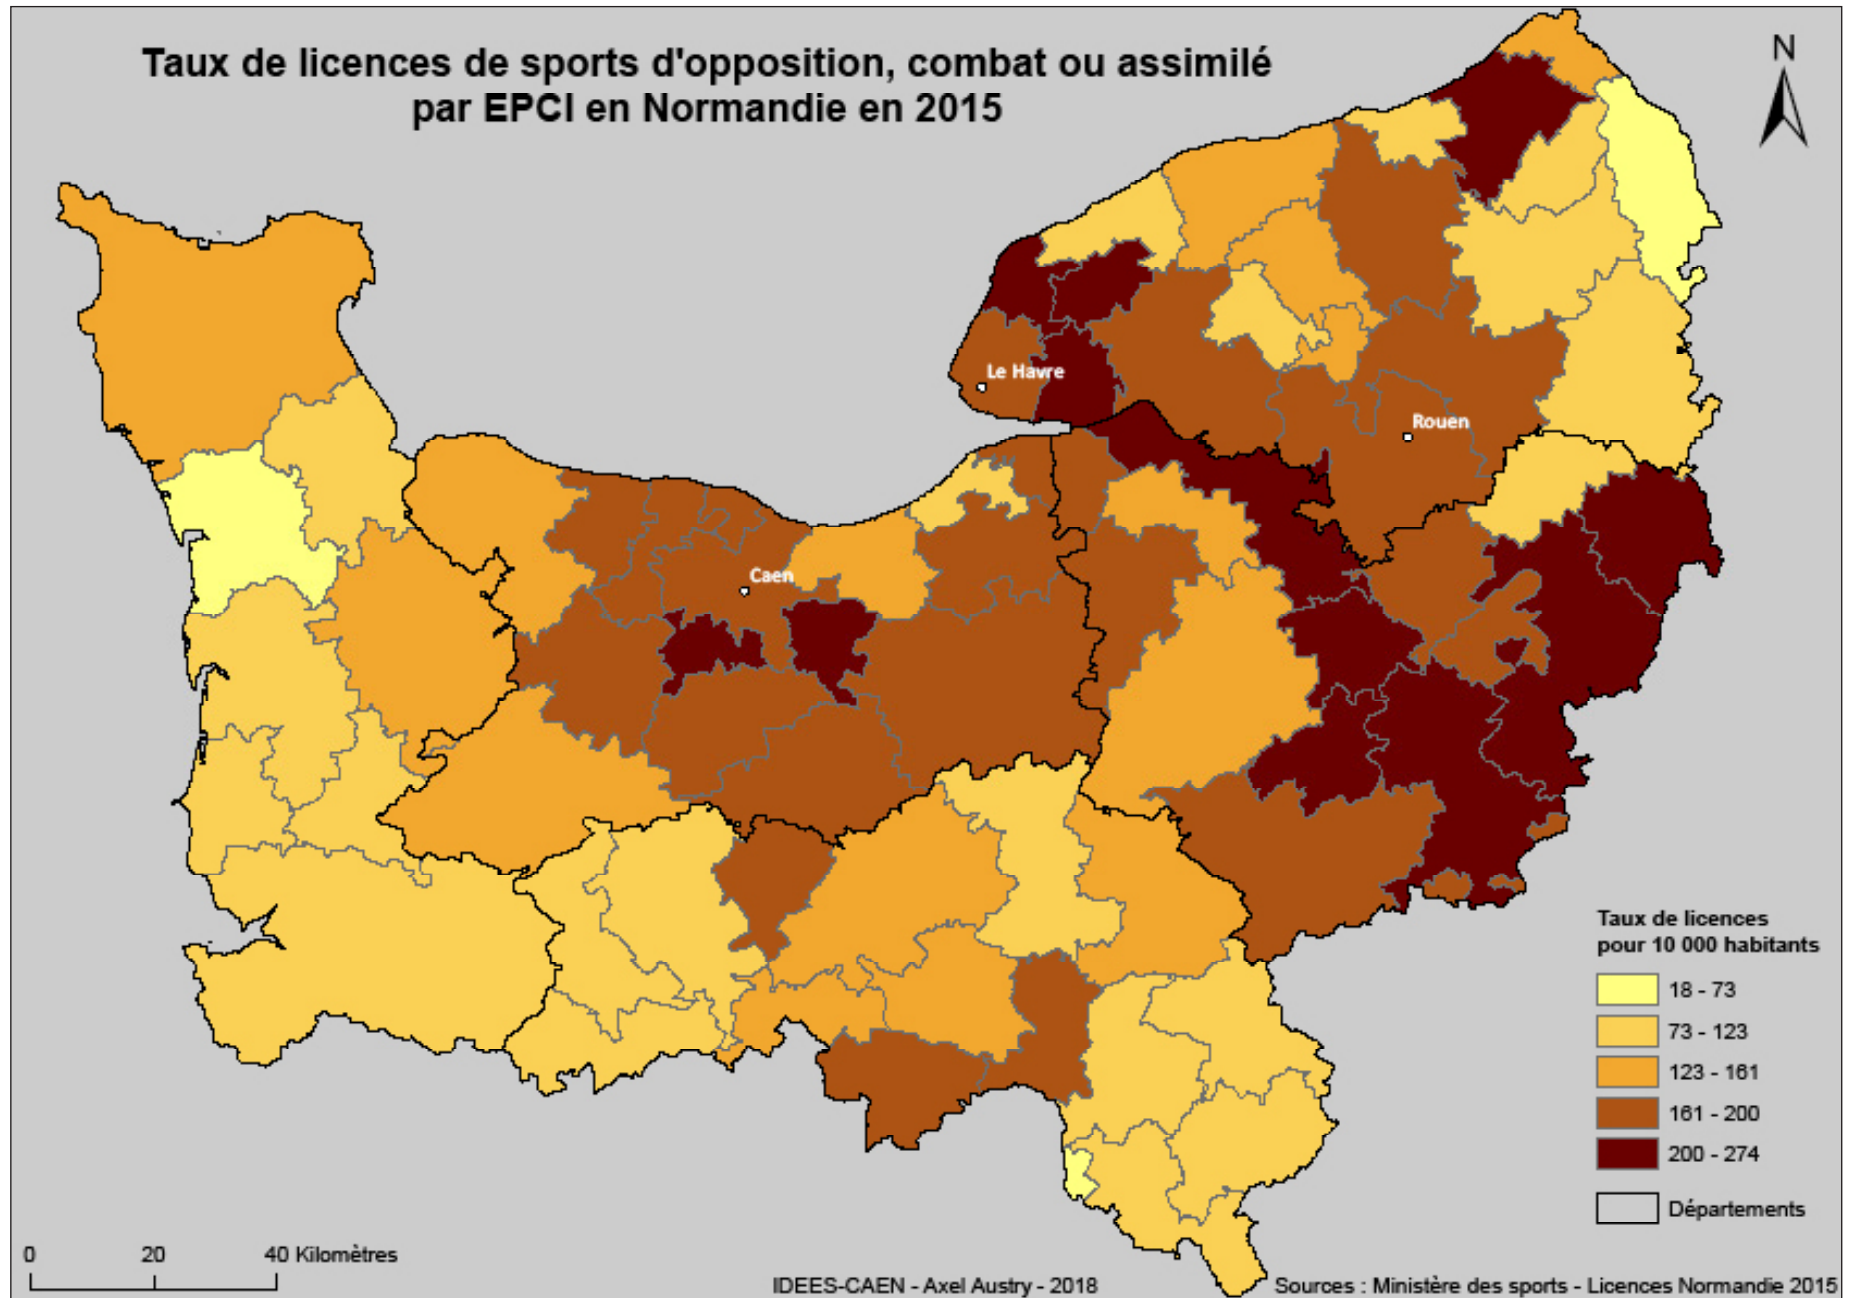 Taux de licences de sports d'opposition, combat ou assimilé
par EPCI en Normandie en 2015
N
Le Havre
Rouen
Caen
Taux de licences
pour 10 000 habitants
18 - 73
73 - 123
123 - 161
161 - 200
200 - 274
Départements
0 20 40 Kilomètres
IDEES-CAEN - Axel Austry - 2018
Sources : Ministère des sports - Licences Normandie 2015